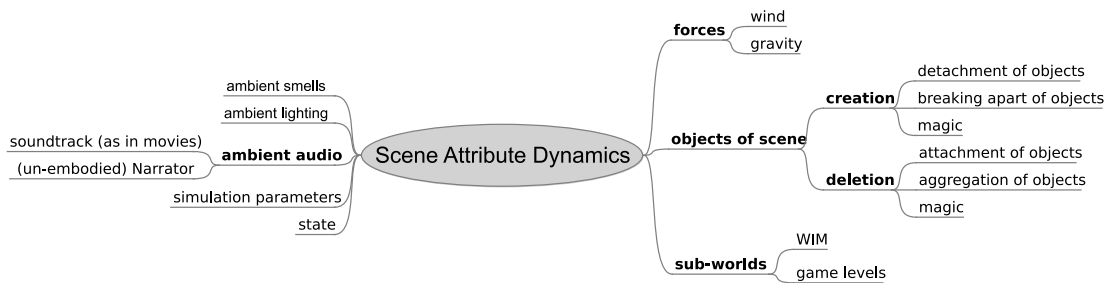 Scene Attribute Dynamics
ambient smells
ambient lighting
ambient audio
soundtrack (as in movies)
(un-embodied) Narrator
simulation parameters
state
forces
wind
gravity
objects of scene
creation
detachment of objects
breaking apart of objects
magic
deletion
attachment of objects
aggregation of objects
magic
sub-worlds
WIM
game levels